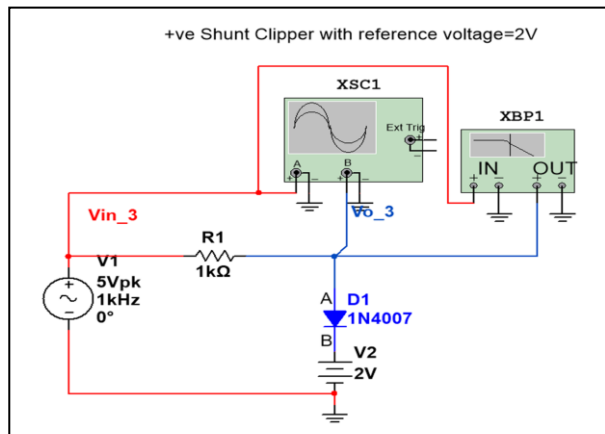 +ve Shunt Clipper with reference voltage=2V
XSC1
XBP1
Ext Trig
+
−
A
B
+ − + −
IN OUT
+ − + −
Vin_3
Vo_3
R1
1kΩ
V1
5Vpk
1kHz
0°
+
−
A
D1
1N4007
B
V2
2V